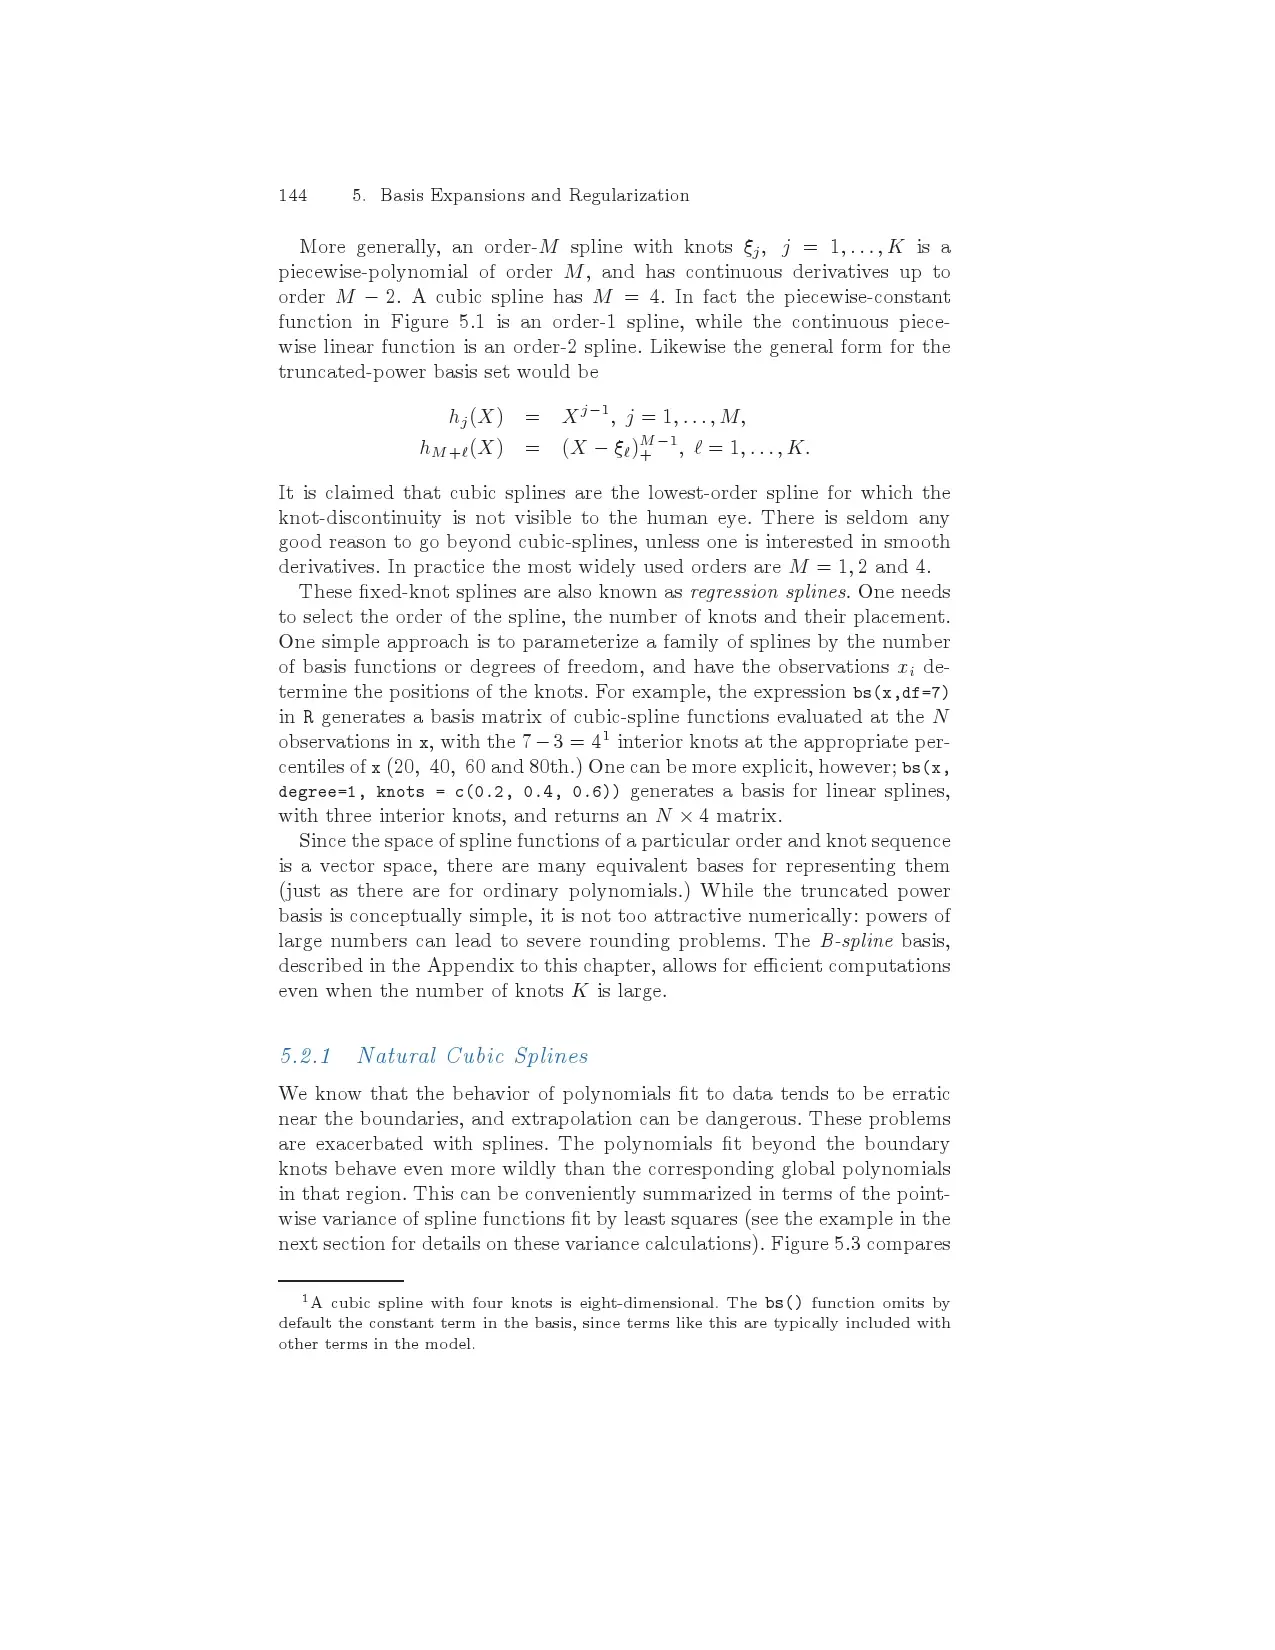 144 5. Basis Expansions and Regularization
More generally, an order-M spline with knots ξj, j = 1, . . . , K is a
piecewise-polynomial of order M, and has continuous derivatives up to
order M − 2. A cubic spline has M = 4. In fact the piecewise-constant
function in Figure 5.1 is an order-1 spline, while the continuous piece-
wise linear function is an order-2 spline. Likewise the general form for the
truncated-power basis set would be
h_j(X) = X^{j−1}, j = 1, . . . , M,
h_{M+ℓ}(X) = (X − ξ_ℓ)_+^{M−1}, ℓ = 1, . . . , K.
It is claimed that cubic splines are the lowest-order spline for which the
knot-discontinuity is not visible to the human eye. There is seldom any
good reason to go beyond cubic-splines, unless one is interested in smooth
derivatives. In practice the most widely used orders are M = 1, 2 and 4.
These fixed-knot splines are also known as regression splines. One needs
to select the order of the spline, the number of knots and their placement.
One simple approach is to parameterize a family of splines by the number
of basis functions or degrees of freedom, and have the observations x_i de-
termine the positions of the knots. For example, the expression bs(x,df=7)
in R generates a basis matrix of cubic-spline functions evaluated at the N
observations in x, with the 7 − 3 = 4¹ interior knots at the appropriate per-
centiles of x (20, 40, 60 and 80th.) One can be more explicit, however; bs(x,
degree=1, knots = c(0.2, 0.4, 0.6)) generates a basis for linear splines,
with three interior knots, and returns an N × 4 matrix.
Since the space of spline functions of a particular order and knot sequence
is a vector space, there are many equivalent bases for representing them
(just as there are for ordinary polynomials.) While the truncated power
basis is conceptually simple, it is not too attractive numerically: powers of
large numbers can lead to severe rounding problems. The B-spline basis,
described in the Appendix to this chapter, allows for efficient computations
even when the number of knots K is large.
5.2.1 Natural Cubic Splines
We know that the behavior of polynomials fit to data tends to be erratic
near the boundaries, and extrapolation can be dangerous. These problems
are exacerbated with splines. The polynomials fit beyond the boundary
knots behave even more wildly than the corresponding global polynomials
in that region. This can be conveniently summarized in terms of the point-
wise variance of spline functions fit by least squares (see the example in the
next section for details on these variance calculations). Figure 5.3 compares
¹A cubic spline with four knots is eight-dimensional. The bs() function omits by
default the constant term in the basis, since terms like this are typically included with
other terms in the model.